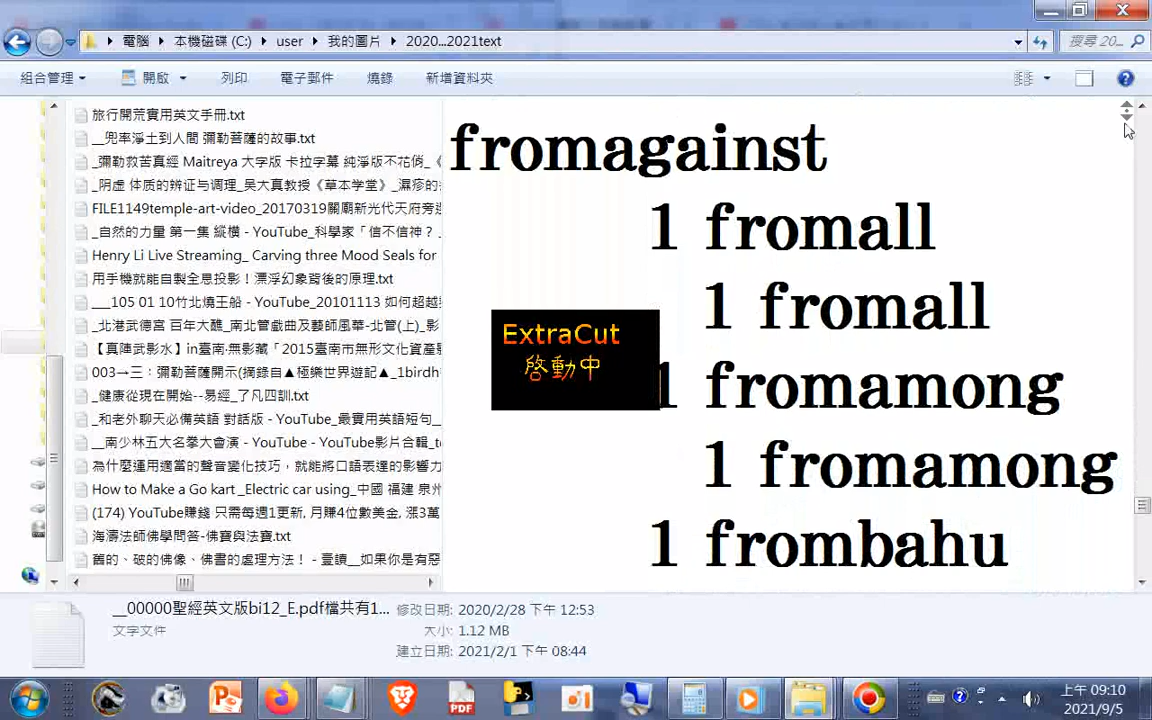 電腦 本機磁碟 (C:) user 我的圖片 2020...2021text 搜尋 20...
組合管理 開啟 列印 電子郵件 燒錄 新增資料夾
旅行開荒實用英文手冊.txt
__兜率淨土到人間 彌勒菩薩的故事.txt
_彌勒救苦真經 Maitreya 大字版 卡拉字幕 純淨版不花俏_《
_阴虚 体质的辨证与调理_吴大真教授《草本学堂》_濕疹的
FILE1149temple-art-video_20170319關廟新光代天府旁
_自然的力量 第一集 縱橫 - YouTube_科學家「信不信神？
Henry Li Live Streaming_ Carving three Mood Seals for
用手機就能自製全息投影！漂浮幻象背後的原理.txt
___105 01 10竹北燒王船 - YouTube_20101113 如何超越
_北港武德宮 百年大醮_南北管戲曲及藝師風華-北管(上)_影
【真陣武影水】in臺南·無影藏「2015臺南市無形文化資產
003→三：彌勒菩薩開示(摘錄自▲極樂世界遊記▲_1birdh
_健康從現在開始--易經_了凡四訓.txt
_和老外聊天必備英語 對話版 - YouTube_最實用英語短句
__南少林五大名拳大會演 - YouTube - YouTube影片合輯_t
為什麼運用適當的聲音變化技巧，就能將口語表達的影響力
How to Make a Go kart _Electric car using_中國 福建 泉州
(174) YouTube賺錢 只需每週1更新, 月賺4位數美金, 漲3萬
海濤法師佛學問答-佛寶與法寶.txt
舊的、破的佛像、佛書的處理方法！ - 壹讀__如果你是有惡
fromagainst
1 fromall
1 fromall
1 fromamong
1 fromamong
1 frombahu
ExtraCut
啟動中
__00000聖經英文版bi12_E.pdf檔共有1... 修改日期: 2020/2/28 下午 12:53
文字文件 大小: 1.12 MB
建立日期: 2021/2/1 下午 08:44
上午 09:10
2021/9/5